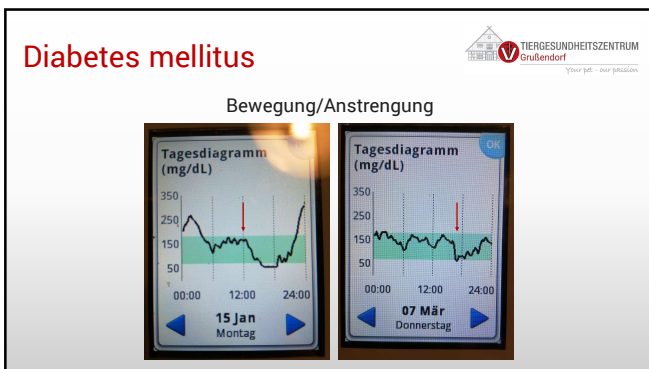 Diabetes mellitus
TIERGESUNDHEITSZENTRUM
Grußendorf
Your pet - our passion
Bewegung/Anstrengung
Tagesdiagramm
(mg/dL)
350
250
150
50
00:00
12:00
24:00
15 Jan
Montag
OK
Tagesdiagramm
(mg/dL)
350
250
150
50
00:00
12:00
24:00
07 Mär
Donnerstag